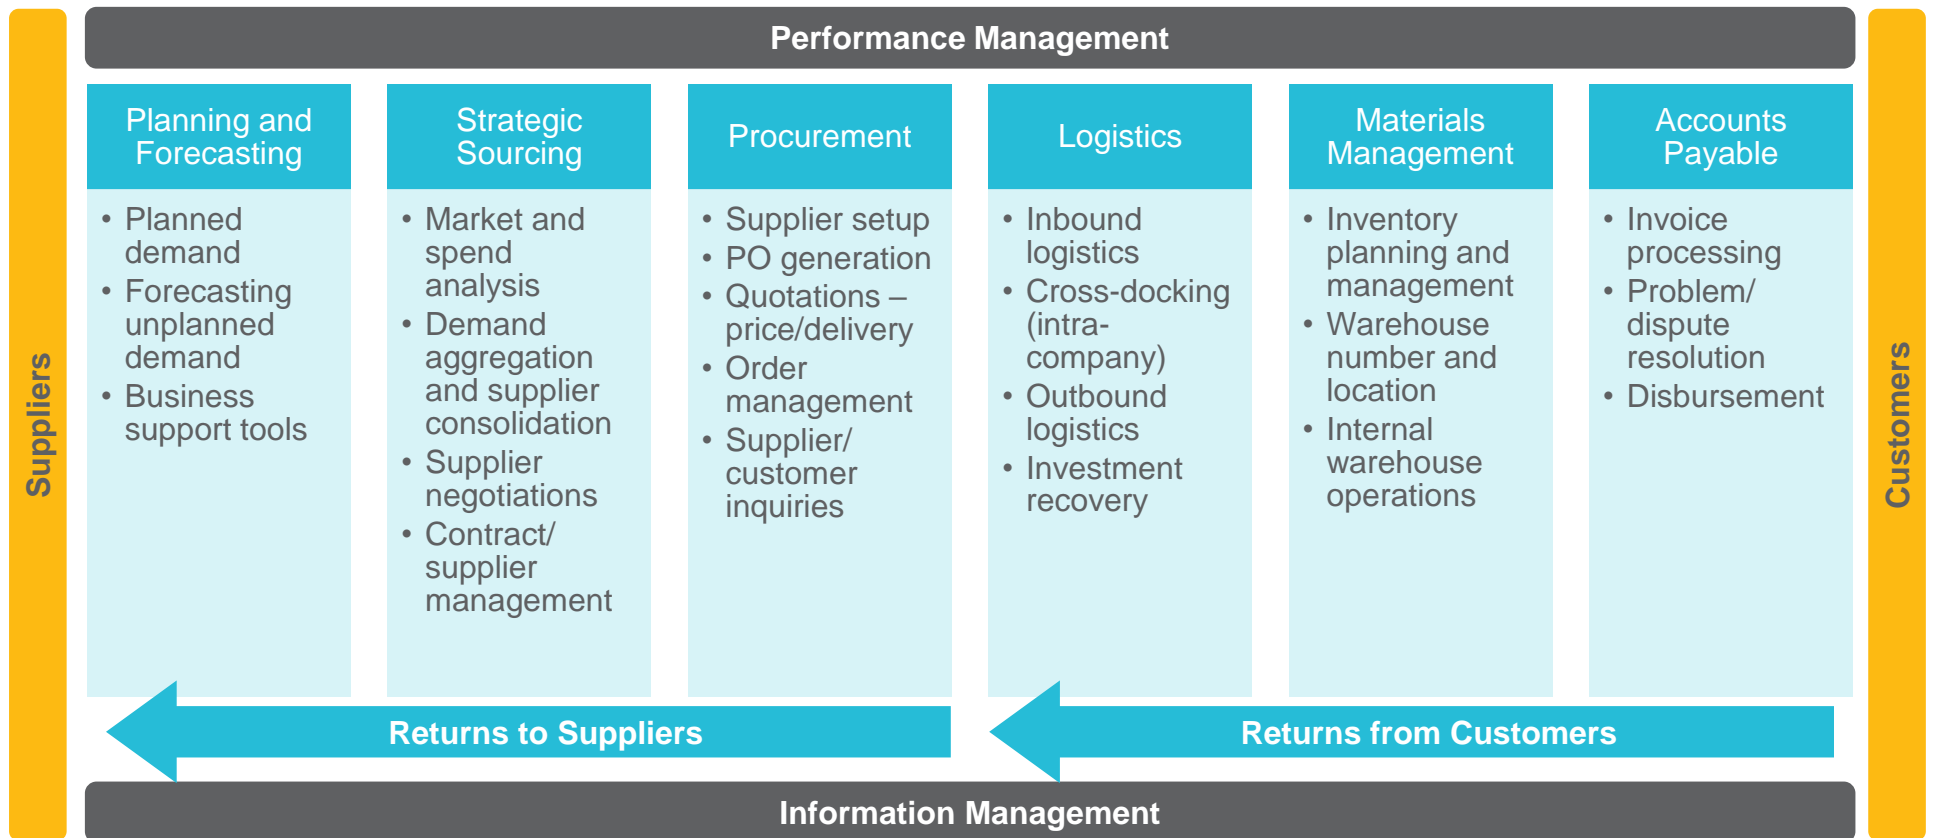 Performance Management
Suppliers
Planning and
Forecasting
• Planned
demand
• Forecasting
unplanned
demand
• Business
support tools
Strategic
Sourcing
• Market and
spend
analysis
• Demand
aggregation
and supplier
consolidation
• Supplier
negotiations
• Contract/
supplier
management
Procurement
• Supplier setup
• PO generation
• Quotations –
price/delivery
• Order
management
• Supplier/
customer
inquiries
Logistics
• Inbound
logistics
• Cross-docking
(intra-
company)
• Outbound
logistics
• Investment
recovery
Materials
Management
• Inventory
planning and
management
• Warehouse
number and
location
• Internal
warehouse
operations
Accounts
Payable
• Invoice
processing
• Problem/
dispute
resolution
• Disbursement
Customers
Returns to Suppliers
Returns from Customers
Information Management